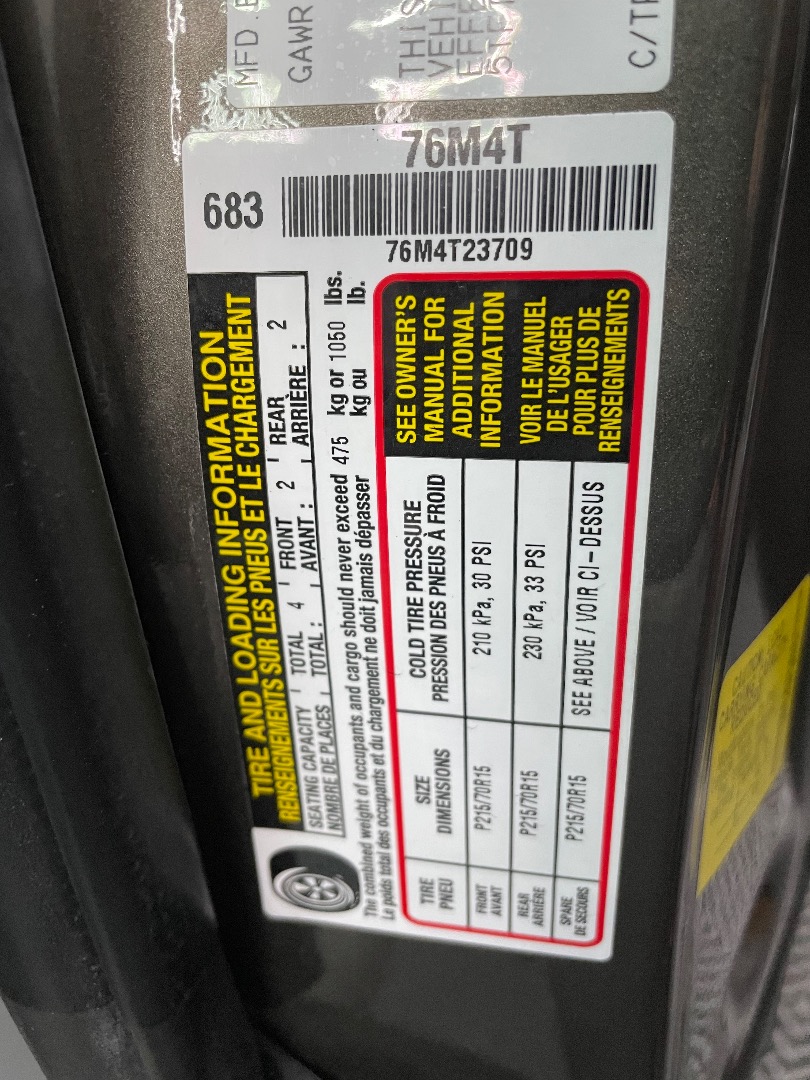 MFD
GAWR
THIS
VEHI
C/TR
76M4T
683
76M4T23709
TIRE AND LOADING INFORMATION
RENSEIGNEMENTS SUR LES PNEUS ET LE CHARGEMENT
SEATING CAPACITY TOTAL 4 FRONT 2 REAR 2
NOMBRE DE PLACES TOTAL : AVANT : ARRIÈRE :
The combined weight of occupants and cargo should never exceed 475 kg or 1050 lbs.
Le poids total des occupants et du chargement ne doit jamais dépasser kg ou lb.
TIRE SIZE COLD TIRE PRESSURE
PNEU DIMENSIONS PRESSION DES PNEUS À FROID
FRONT
AVANT P215/70R15 210 kPa, 30 PSI
REAR
ARRIÈRE P215/70R15 230 kPa, 33 PSI
SPARE
DE SECOURS P215/70R15 SEE ABOVE / VOIR CI-DESSUS
SEE OWNER'S
MANUAL FOR
ADDITIONAL
INFORMATION
VOIR LE MANUEL
DE L'USAGER
POUR PLUS DE
RENSEIGNEMENTS